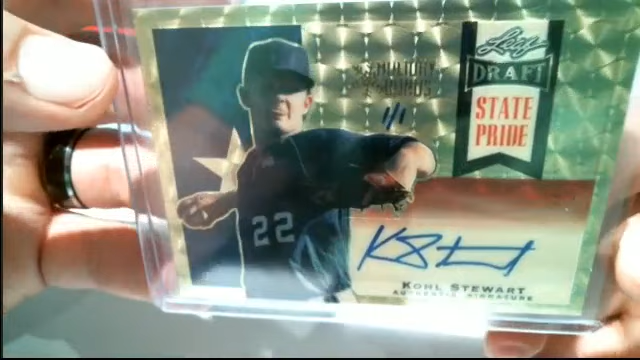 Leaf
DRAFT
STATE
PRIDE
1/1
22
KOHL STEWART
AUTHENTIC SIGNATURE